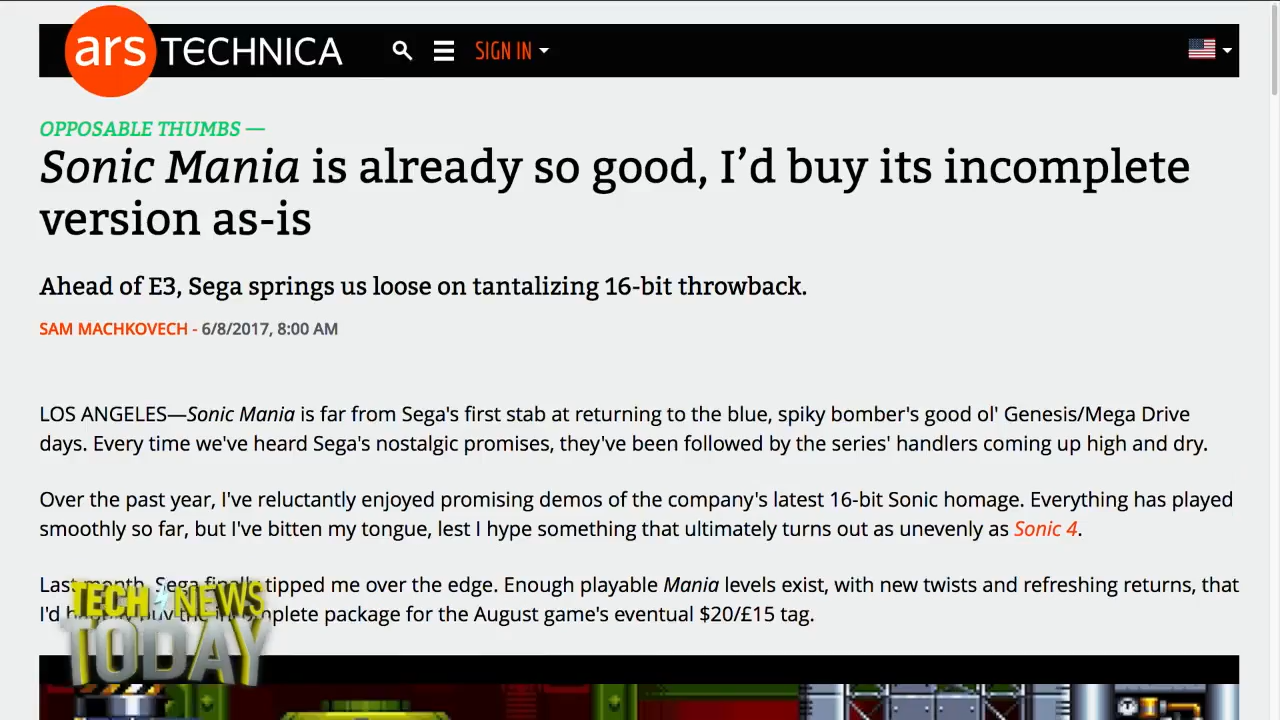 ars TECHNICA SIGN IN
OPPOSABLE THUMBS —
Sonic Mania is already so good, I’d buy its incomplete
version as-is
Ahead of E3, Sega springs us loose on tantalizing 16-bit throwback.
SAM MACHKOVECH - 6/8/2017, 8:00 AM
LOS ANGELES—Sonic Mania is far from Sega's first stab at returning to the blue, spiky bomber's good ol' Genesis/Mega Drive
days. Every time we've heard Sega's nostalgic promises, they've been followed by the series' handlers coming up high and dry.
Over the past year, I've reluctantly enjoyed promising demos of the company's latest 16-bit Sonic homage. Everything has played
smoothly so far, but I've bitten my tongue, lest I hype something that ultimately turns out as unevenly as Sonic 4.
Last month, Sega finally tipped me over the edge. Enough playable Mania levels exist, with new twists and refreshing returns, that
I'd buy the incomplete package for the August game's eventual $20/£15 tag.
TECH NEWS
TODAY